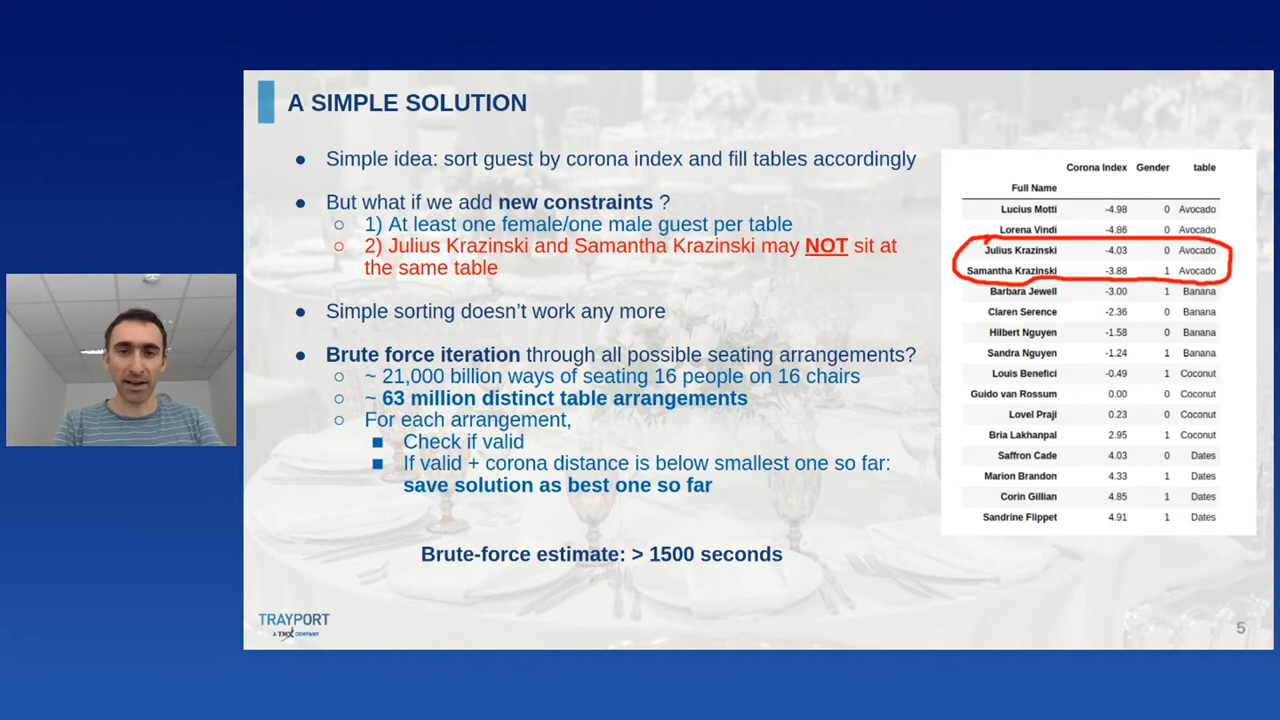 A SIMPLE SOLUTION
● Simple idea: sort guest by corona index and fill tables accordingly
● But what if we add new constraints ?
○ 1) At least one female/one male guest per table
○ 2) Julius Krazinski and Samantha Krazinski may NOT sit at
the same table
● Simple sorting doesn't work any more
● Brute force iteration through all possible seating arrangements?
○ ~ 21,000 billion ways of seating 16 people on 16 chairs
○ ~ 63 million distinct table arrangements
○ For each arrangement,
■ Check if valid
■ If valid + corona distance is below smallest one so far:
save solution as best one so far
Brute-force estimate: > 1500 seconds
Corona Index Gender table
Full Name
Lucius Motti -4.98 0 Avocado
Lorena Vindi -4.86 0 Avocado
Julius Krazinski -4.03 0 Avocado
Samantha Krazinski -3.88 1 Avocado
Barbara Jewell -3.00 1 Banana
Claren Serence -2.36 0 Banana
Hilbert Nguyen -1.58 0 Banana
Sandra Nguyen -1.24 1 Banana
Louis Benefici -0.49 1 Coconut
Guido van Rossum 0.00 0 Coconut
Lovel Praji 0.23 0 Coconut
Bria Lakhanpal 2.95 1 Coconut
Saffron Cade 4.03 0 Dates
Marion Brandon 4.33 1 Dates
Corin Gillian 4.85 1 Dates
Sandrine Flippet 4.91 1 Dates
TRAYPORT
A TMX COMPANY
5